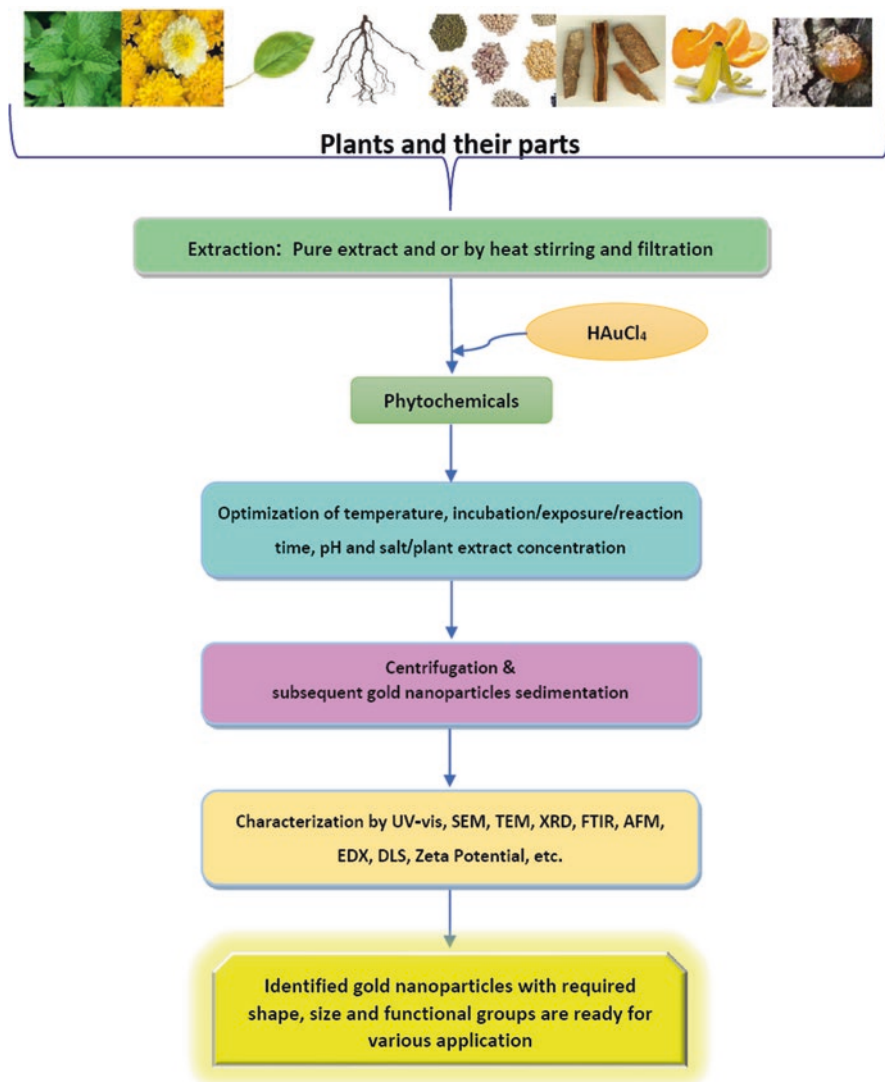 Plants and their parts
Extraction: Pure extract and or by heat stirring and filtration
HAuCl₄
Phytochemicals
Optimization of temperature, incubation/exposure/reaction
time, pH and salt/plant extract concentration
Centrifugation &
subsequent gold nanoparticles sedimentation
Characterization by UV-vis, SEM, TEM, XRD, FTIR, AFM,
EDX, DLS, Zeta Potential, etc.
Identified gold nanoparticles with required
shape, size and functional groups are ready for
various application